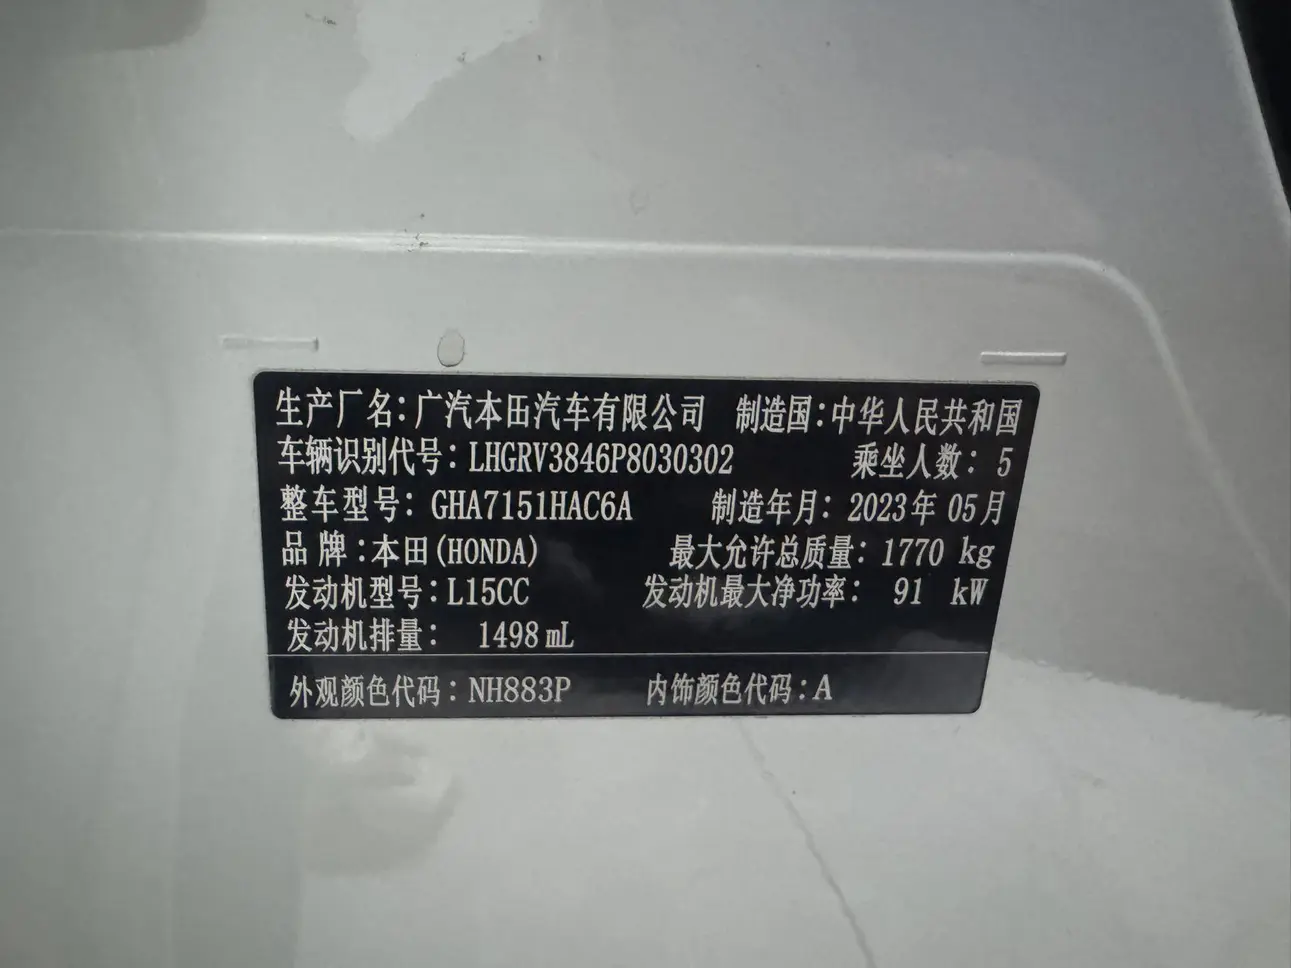 生产厂名：广汽本田汽车有限公司 制造国：中华人民共和国
车辆识别代号：LHGRV3846P8030302 乘坐人数：5
整车型号：GHA7151HAC6A 制造年月：2023年 05月
品 牌：本田(HONDA) 最大允许总质量：1770 kg
发动机型号：L15CC 发动机最大净功率： 91 kW
发动机排量： 1498 mL
外观颜色代码：NH883P 内饰颜色代码：A